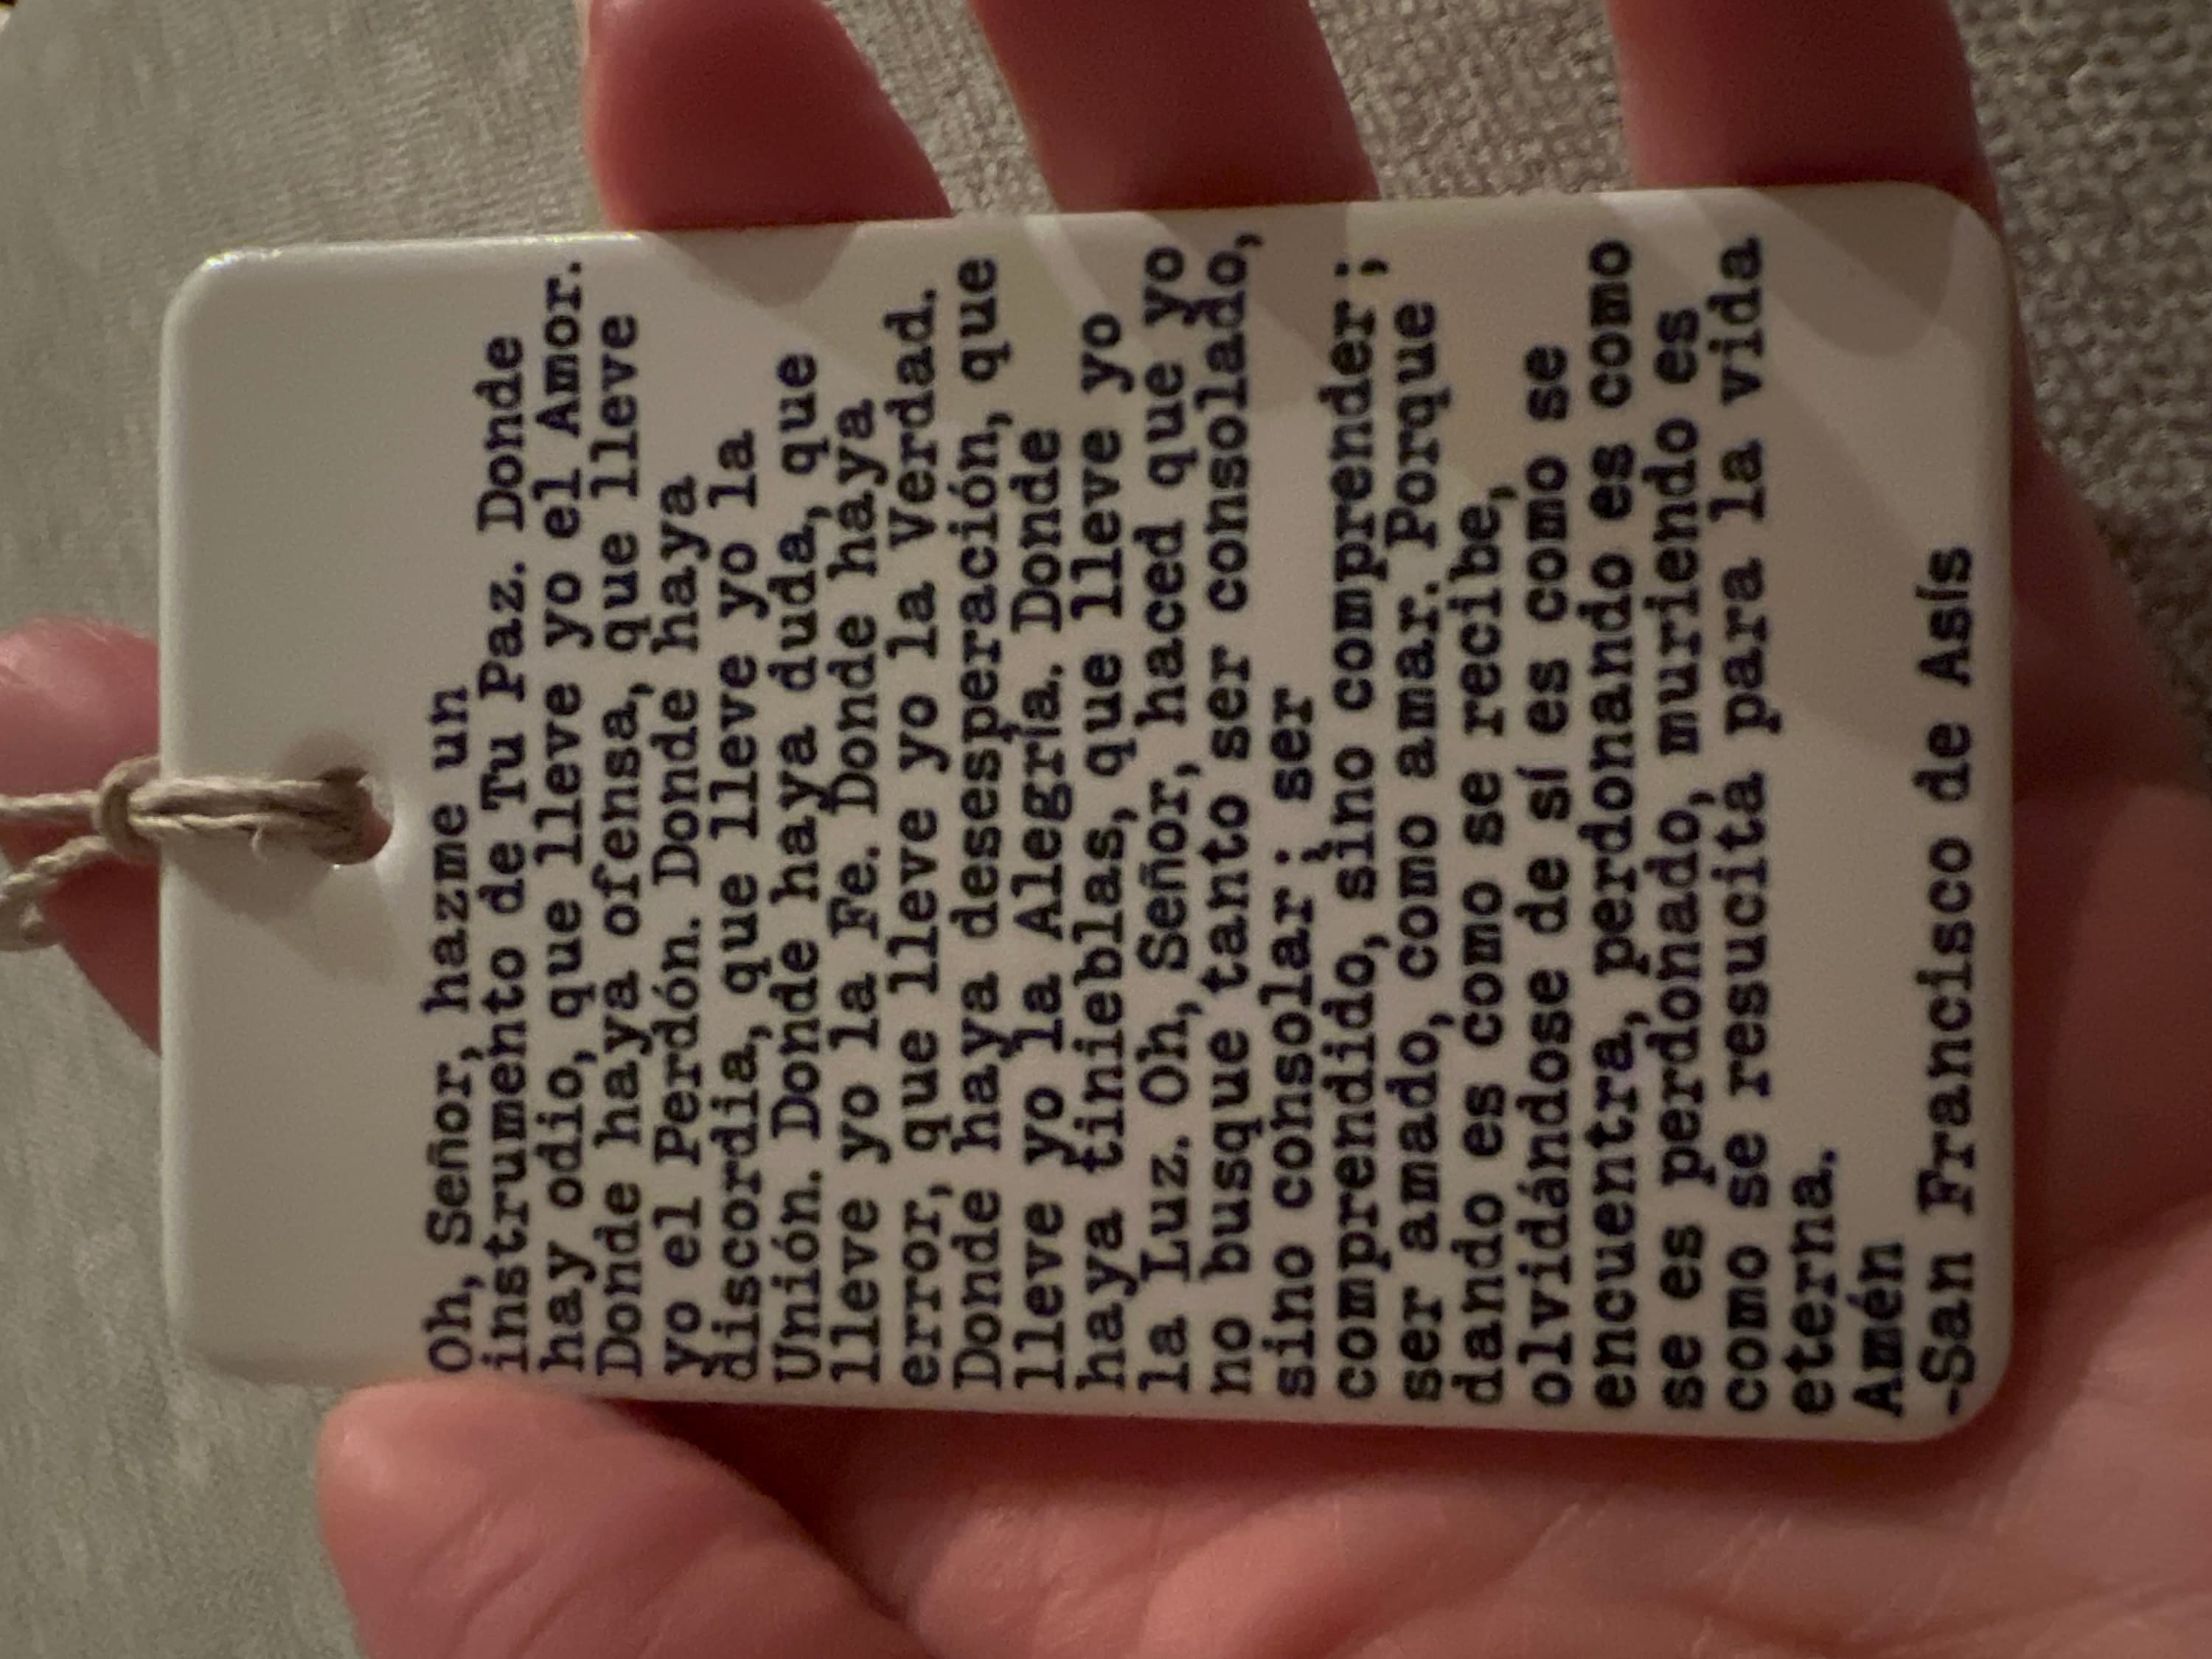 Oh, Señor, hazme un
instrumento de Tu Paz. Donde
hay odio, que lleve yo el Amor.
Donde haya ofensa, que lleve
yo el Perdón. Donde haya
discordia, que lleve yo la
Unión. Donde haya duda, que
lleve yo la Fe. Donde haya
error, que lleve yo la Verdad.
Donde haya desesperación, que
lleve yo la Alegría. Donde
haya tinieblas, que lleve yo
la Luz. Oh, Señor, haced que yo
no busque tanto ser consolado,
sino consolar; ser
comprendido, sino comprender;
ser amado, como amar. Porque
dando es como se recibe,
olvidándose de sí es como se
encuentra, perdonando es como
se es perdonado, muriendo es
como se resucita para la vida
eterna.
Amén
-San Francisco de Asís